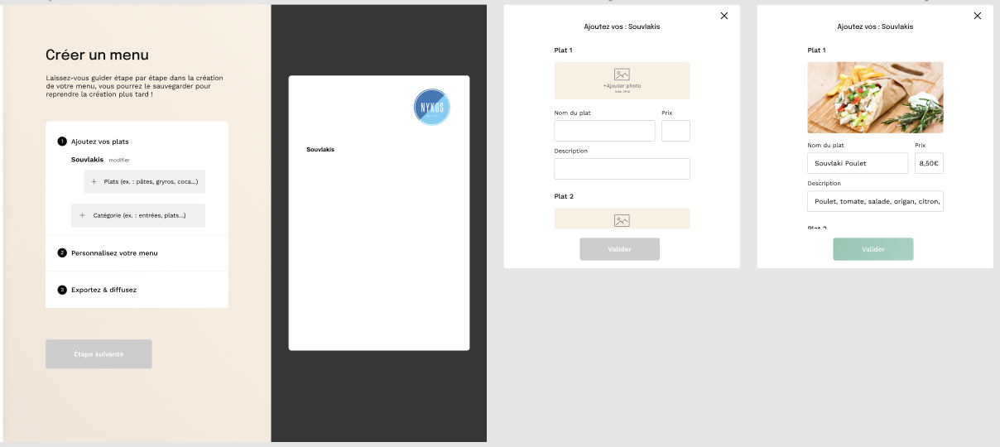 Créer un menu
Laissez-vous guider étape par étape dans la création
de votre menu, vous pourrez le sauvegarder pour
reprendre la création plus tard !
1 Ajoutez vos plats
Souvlakis modifier
+ Plats (ex. : pâtes, gryros, coca...)
+ Catégorie (ex. : entrées, plats...)
2 Personnalisez votre menu
3 Exportez & diffusez
Étape suivante
NYKOS
Souvlakis
Ajoutez vos : Souvlakis
Plat 1
+Ajouter photo
Nom du plat Prix
Description
Plat 2
Valider
Ajoutez vos : Souvlakis
Plat 1
Nom du plat Prix
Souvlaki Poulet 8,50€
Description
Poulet, tomate, salade, origan, citron,
Plat 2
Valider